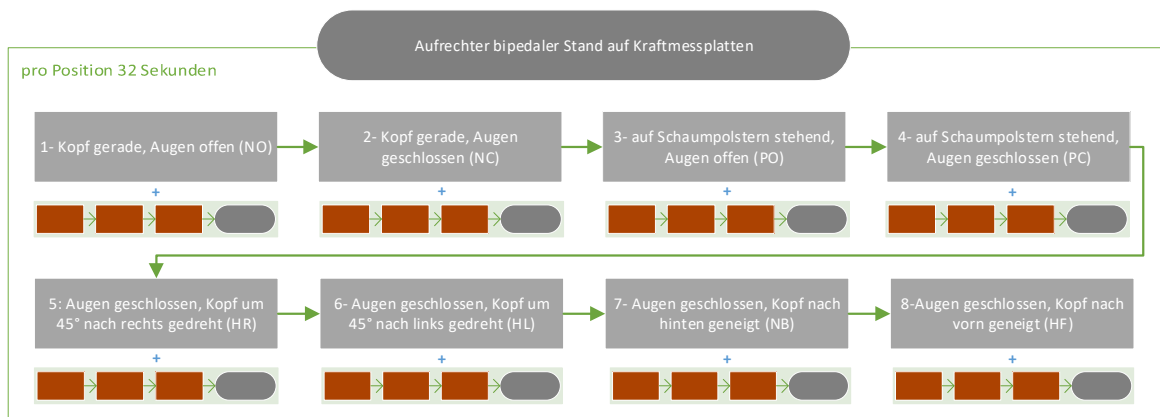 Aufrechter bipedaler Stand auf Kraftmessplatten
pro Position 32 Sekunden
1- Kopf gerade, Augen offen (NO)
2- Kopf gerade, Augen
geschlossen (NC)
3- auf Schaumpolstern stehend,
Augen offen (PO)
4- auf Schaumpolstern stehend,
Augen geschlossen (PC)
+
+
+
+
5: Augen geschlossen, Kopf um
45° nach rechts gedreht (HR)
6- Augen geschlossen, Kopf um
45° nach links gedreht (HL)
7- Augen geschlossen, Kopf nach
hinten geneigt (NB)
8-Augen geschlossen, Kopf nach
vorn geneigt (HF)
+
+
+
+